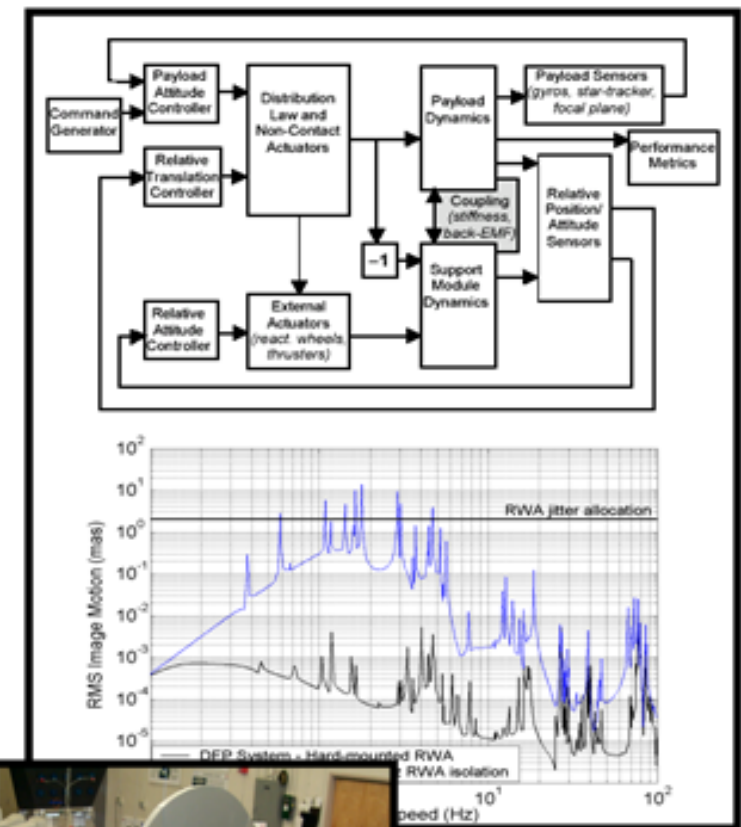 Payload
Attitude
Controller
Command
Generator
Distribution
Law and
Non-Contact
Actuators
Payload
Dynamics
Payload Sensors
(gyros, star-tracker,
focal plane)
Performance
Metrics
Relative
Translation
Controller
Coupling
(stiffness,
back-EMF)
Relative
Position/
Attitude
Sensors
−1
Support
Module
Dynamics
Relative
Attitude
Controller
External
Actuators
(react. wheels,
thrusters)
10²
10¹
10⁰
10⁻¹
10⁻²
10⁻³
10⁻⁴
10⁻⁵
RMS Image Motion (mas)
RWA jitter allocation
DFP System - Hard-mounted RWA
z RWA isolation
10¹
10²
peed (Hz)